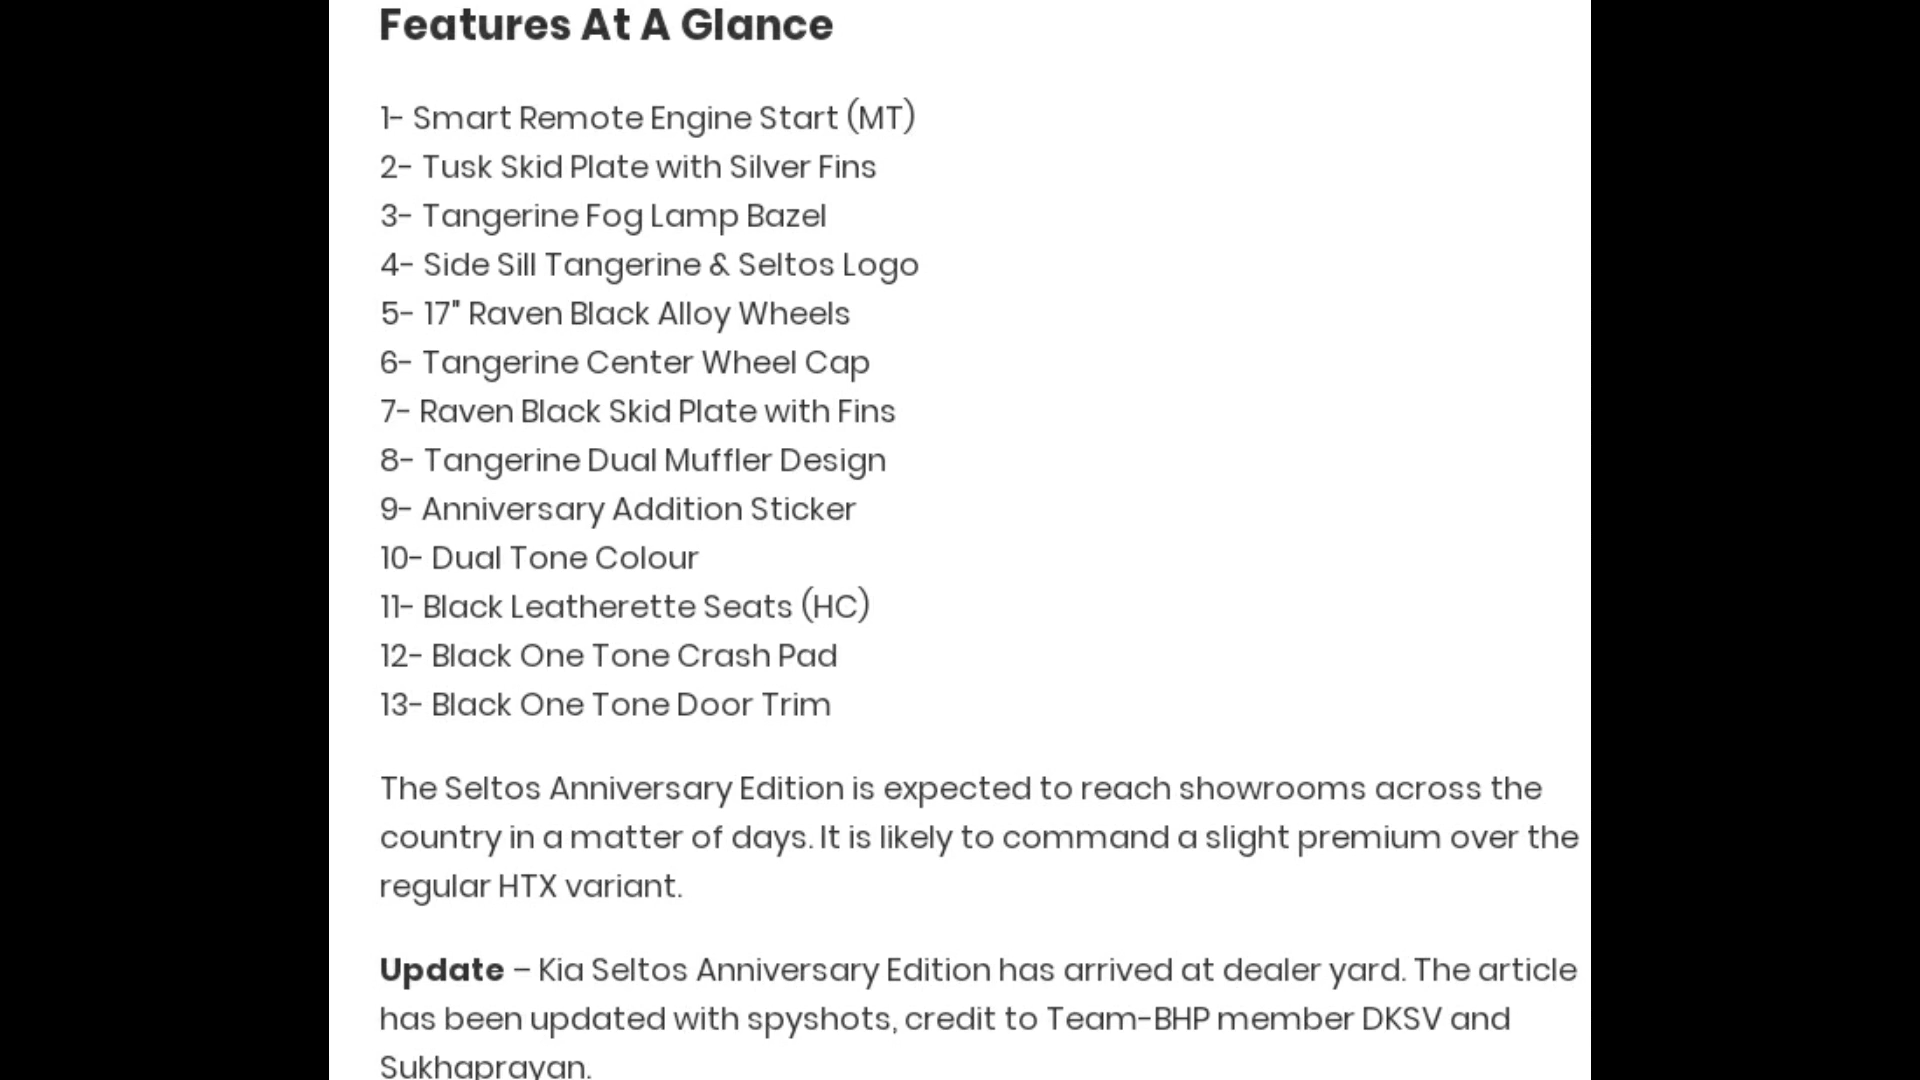 Features At A Glance
1- Smart Remote Engine Start (MT)
2- Tusk Skid Plate with Silver Fins
3- Tangerine Fog Lamp Bazel
4- Side Sill Tangerine & Seltos Logo
5- 17" Raven Black Alloy Wheels
6- Tangerine Center Wheel Cap
7- Raven Black Skid Plate with Fins
8- Tangerine Dual Muffler Design
9- Anniversary Addition Sticker
10- Dual Tone Colour
11- Black Leatherette Seats (HC)
12- Black One Tone Crash Pad
13- Black One Tone Door Trim
The Seltos Anniversary Edition is expected to reach showrooms across the
country in a matter of days. It is likely to command a slight premium over the
regular HTX variant.
Update – Kia Seltos Anniversary Edition has arrived at dealer yard. The article
has been updated with spyshots, credit to Team-BHP member DKSV and
Sukhaprayan.